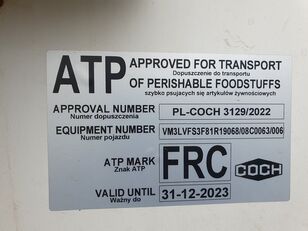 ATP APPROVED FOR TRANSPORT
Dopuszczenie do transportu
OF PERISHABLE FOODSTUFFS
szybko psujących się artykułów żywnościowych
APPROVAL NUMBER PL-COCH 3129/2022
Numer dopuszczenia
EQUIPMENT NUMBER VM3LVFS3F81R19068/08C0063/006
Numer pojazdu
ATP MARK FRC COCH
Znak ATP
VALID UNTIL 31-12-2023
Ważny do